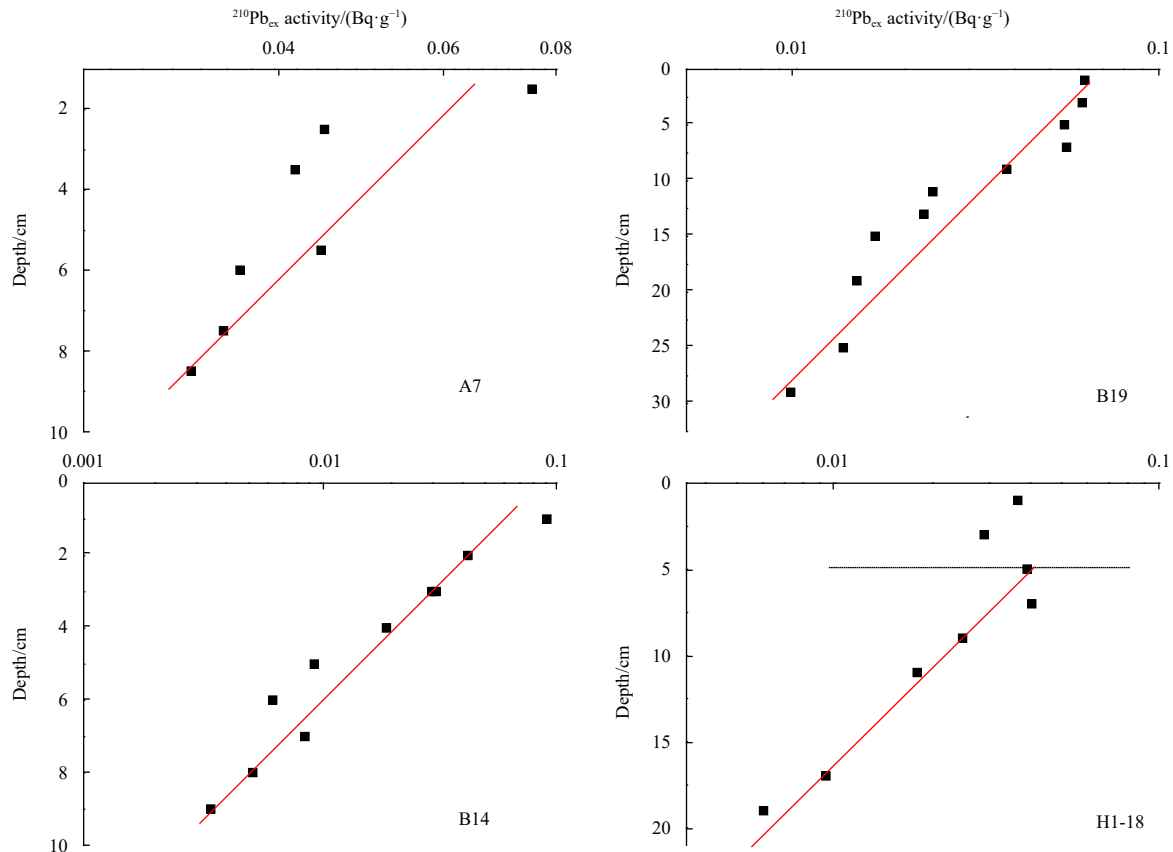 ²¹⁰Pbₑₓ activity/(Bq·g⁻¹) ²¹⁰Pbₑₓ activity/(Bq·g⁻¹)
0.04 0.06 0.08 0.01 0.1
Depth/cm
2
4
6
8
10
A7
Depth/cm
0
5
10
15
20
25
30
B19
0.001 0.01 0.1 0.01 0.1
Depth/cm
0
2
4
6
8
10
B14
Depth/cm
0
5
10
15
20
H1-18